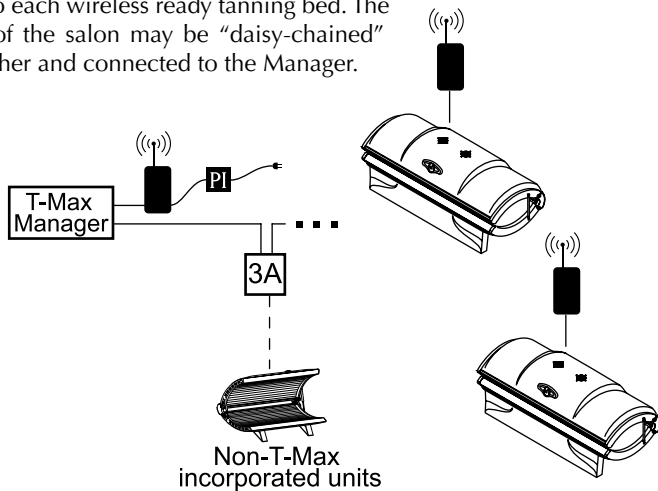 o each wireless ready tanning bed. The
of the salon may be “daisy-chained”
her and connected to the Manager.
PI
T-Max
Manager
3A
Non-T-Max
incorporated units